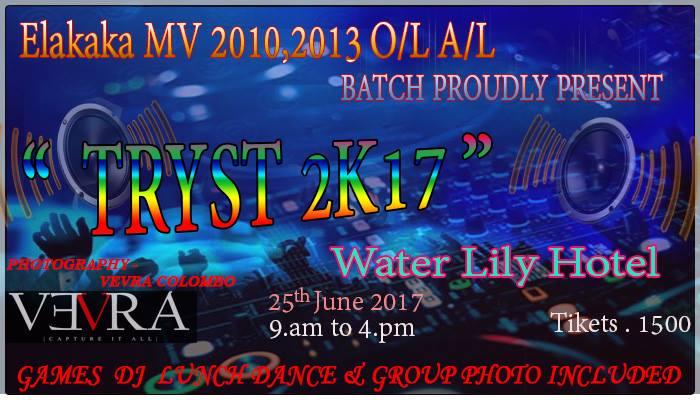 Elakaka MV 2010,2013 O/L A/L
BATCH PROUDLY PRESENT
“ TRYST 2K17 ”
Water Lily Hotel
PHOTOGRAPHY -
VEVRA COLOMBO
VEVRA
|CAPTURE IT ALL|
25th June 2017
9.am to 4.pm
Tikets . 1500
GAMES DJ LUNCH DANCE & GROUP PHOTO INCLUDED